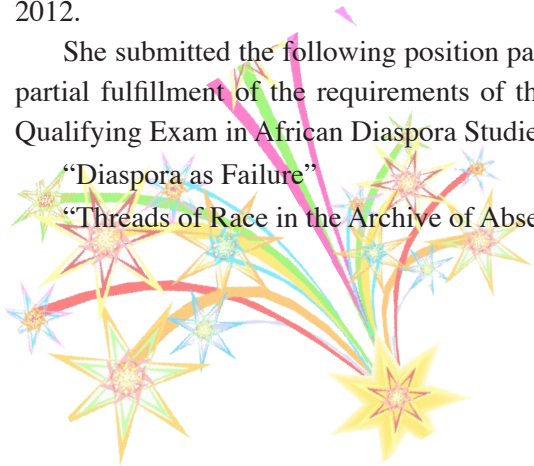 2012.
She submitted the following position pa
partial fulfillment of the requirements of th
Qualifying Exam in African Diaspora Studie
“Diaspora as Failure”
“Threads of Race in the Archive of Abse